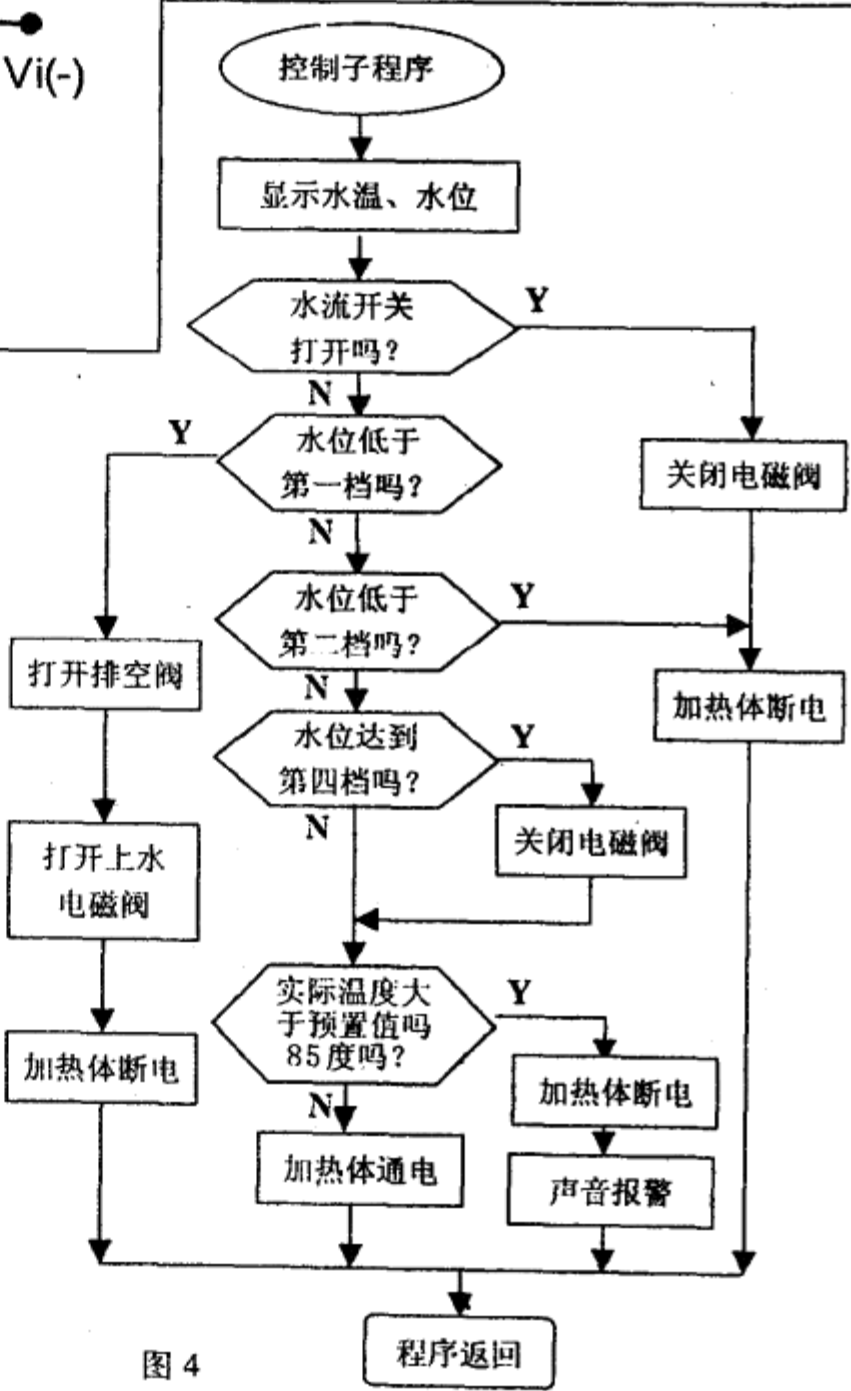 Vi(-)
控制子程序
显示水温、水位
水流开关
打开吗?
Y
N
水位低于
第一档吗?
Y
N
关闭电磁阀
水位低于
第二档吗?
Y
N
打开排空阀
加热体断电
水位达到
第四档吗?
Y
N
关闭电磁阀
打开上水
电磁阀
实际温度大
于预置值吗
85度吗?
Y
N
加热体断电
加热体断电
加热体通电
声音报警
程序返回
图 4